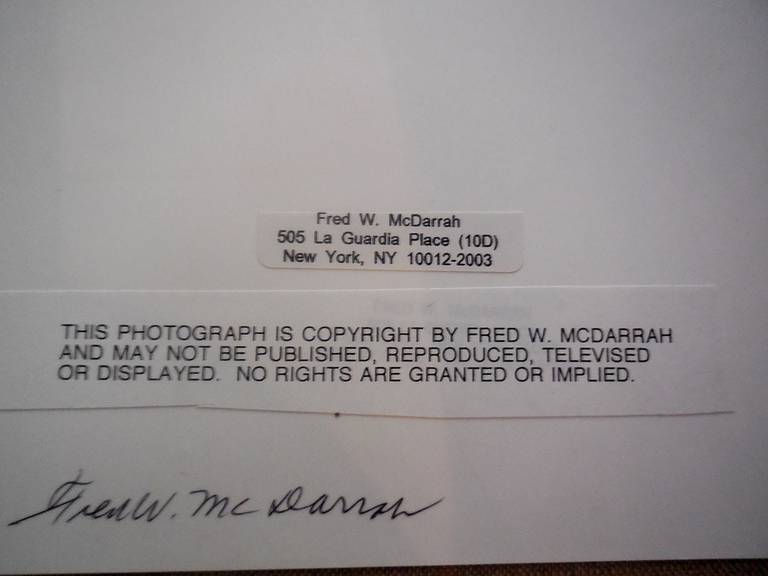 Fred W. McDarrah
505 La Guardia Place (10D)
New York, NY 10012-2003
THIS PHOTOGRAPH IS COPYRIGHT BY FRED W. MCDARRAH
AND MAY NOT BE PUBLISHED, REPRODUCED, TELEVISED
OR DISPLAYED.  NO RIGHTS ARE GRANTED OR IMPLIED.
Fred W. McDarrah